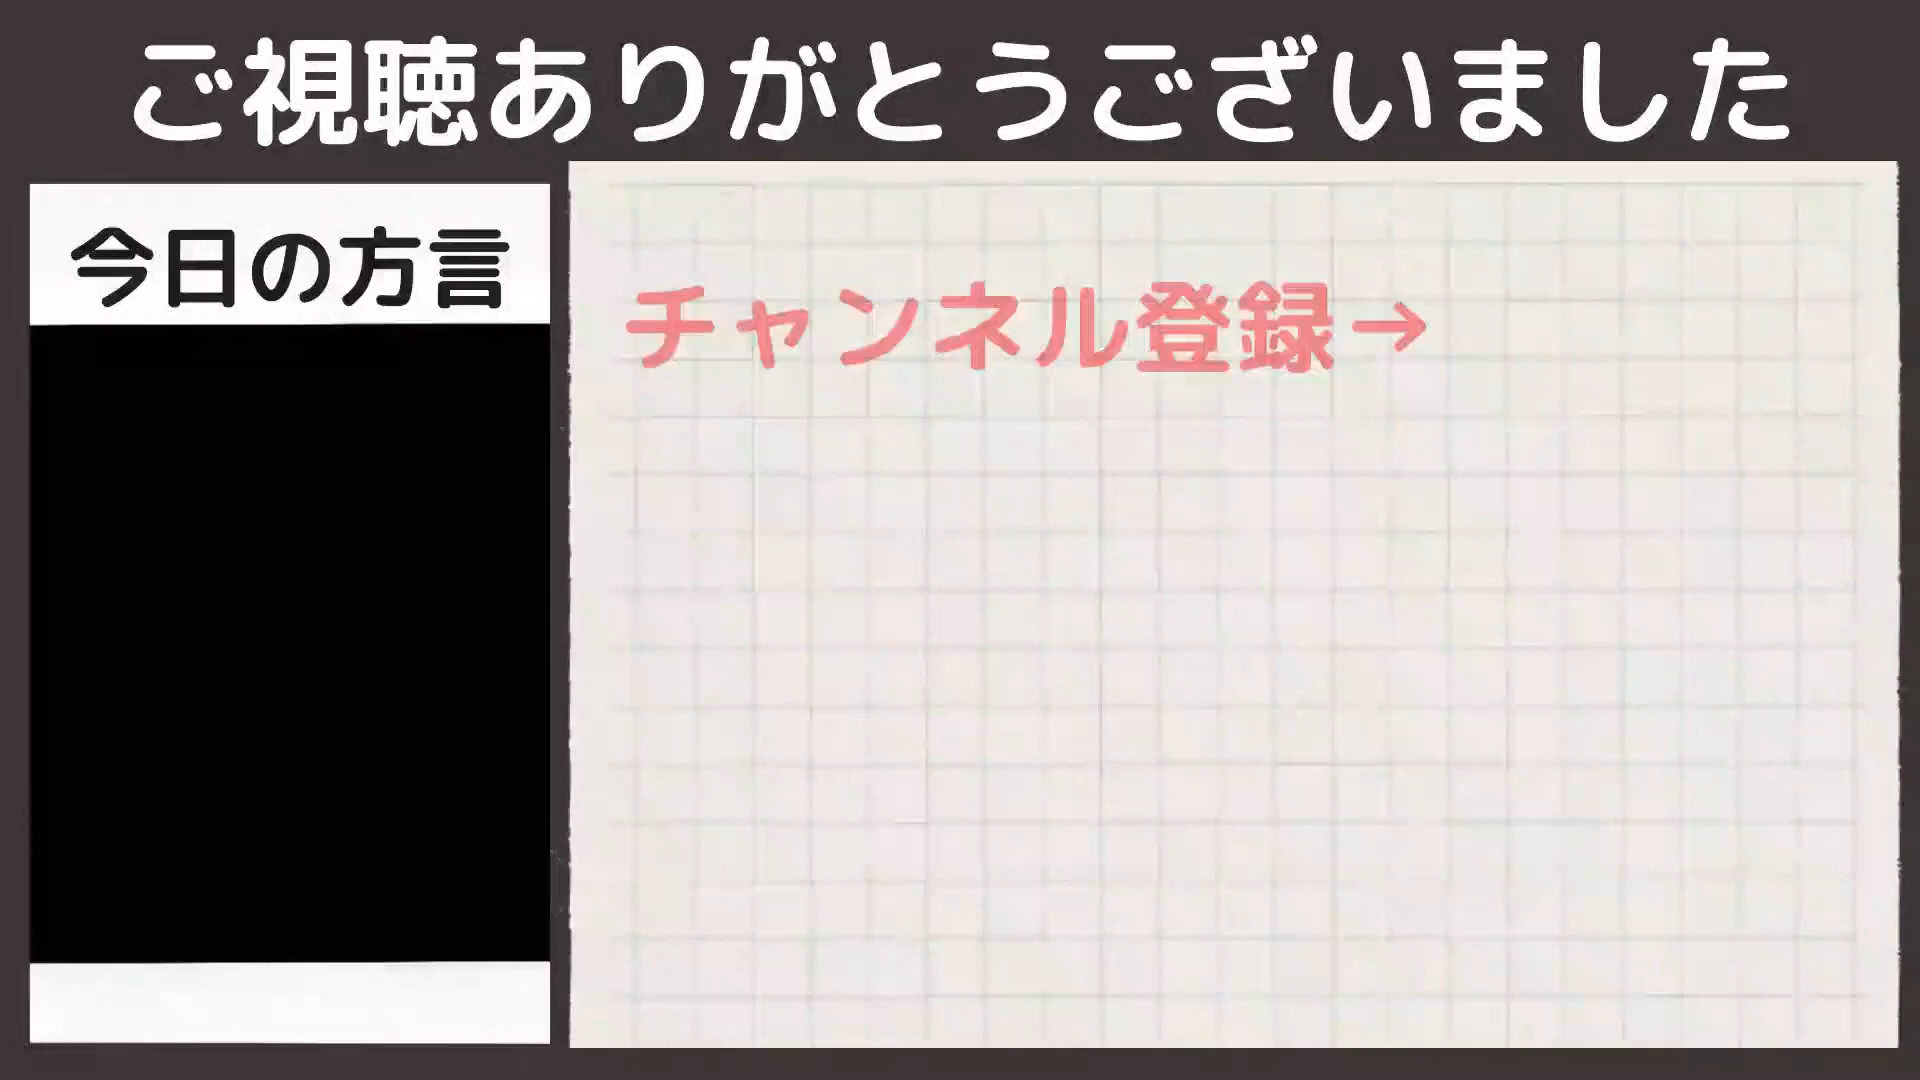 ご視聴ありがとうございました
今日の方言
チャンネル登録→